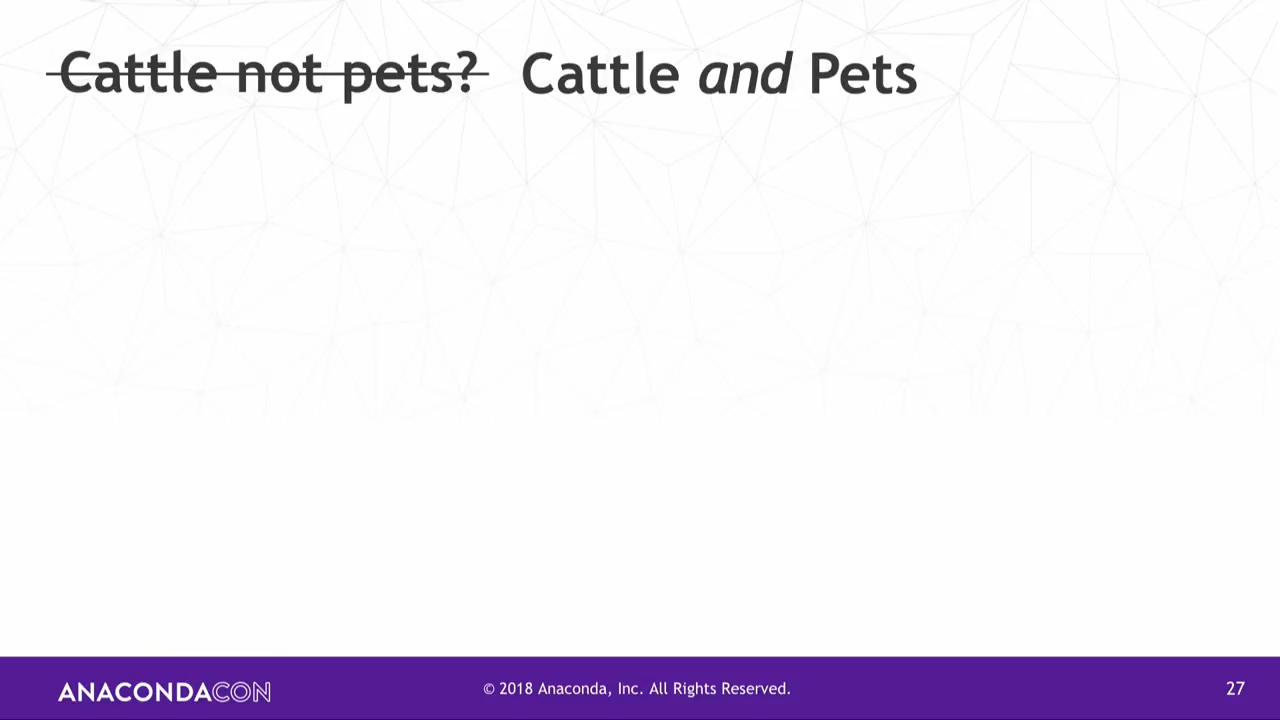 Cattle not pets? Cattle and Pets
ANACONDACON
© 2018 Anaconda, Inc. All Rights Reserved.
27